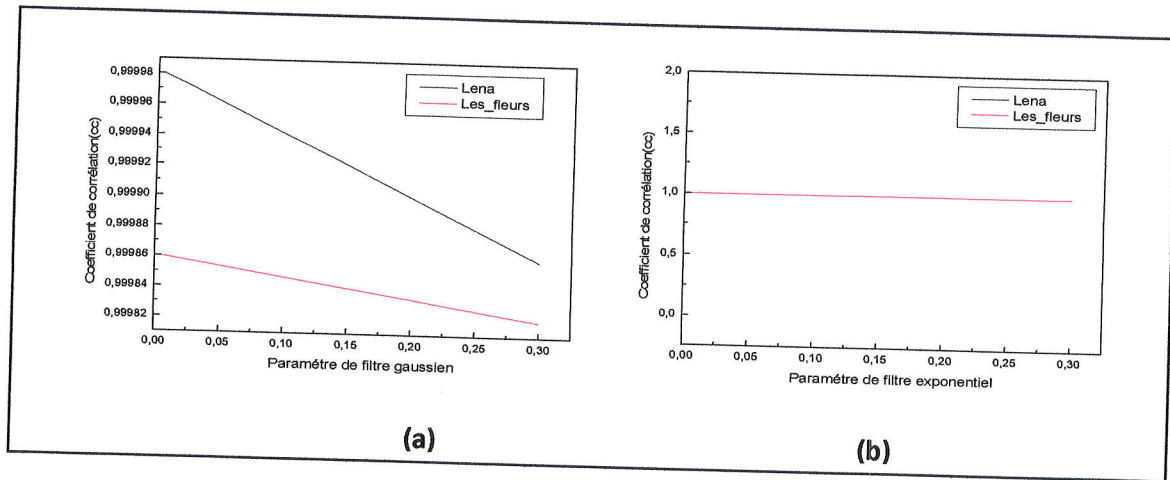 0,99998
0,99996
0,99994
0,99992
0,99990
0,99988
0,99986
0,99984
0,99982
Coefficient de corrélation(cc)
Lena
Les_fleurs
0,00 0,05 0,10 0,15 0,20 0,25 0,30
Paramétre de filtre gaussien
(a)
2,0
1,5
1,0
0,5
0,0
Coefficient de corrélation(cc)
Lena
Les_fleurs
0,00 0,05 0,10 0,15 0,20 0,25 0,30
Paramétre de filtre exponentiel
(b)